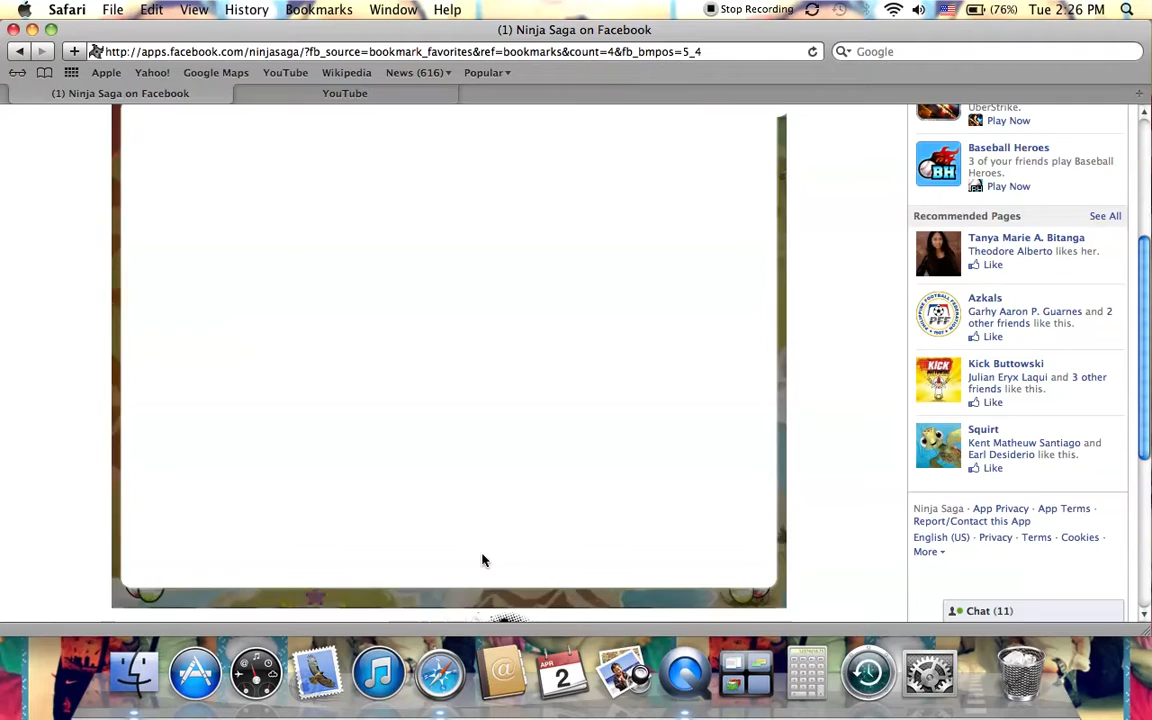 Safari File Edit View History Bookmarks Window Help Stop Recording (76%) Tue 2:26 PM
(1) Ninja Saga on Facebook
http://apps.facebook.com/ninjasaga/?fb_source=bookmark_favorites&ref=bookmarks&count=4&fb_bmpos=5_4 Google
Apple Yahoo! Google Maps YouTube Wikipedia News (616) Popular
(1) Ninja Saga on Facebook YouTube
UberStrike.
Play Now
Baseball Heroes
3 of your friends play Baseball
Heroes.
BH
Play Now
Recommended Pages See All
Tanya Marie A. Bitanga
Theodore Alberto likes her.
Like
Azkals
Garhy Aaron P. Guarnes and 2
other friends like this.
PFF
Like
Kick Buttowski
Julian Eryx Laqui and 3 other
friends like this.
KICK
Like
Squirt
Kent Matheuw Santiago and
Earl Desiderio like this.
Like
Ninja Saga · App Privacy · App Terms ·
Report/Contact this App
English (US) · Privacy · Terms · Cookies ·
More
Chat (11)
APR
2